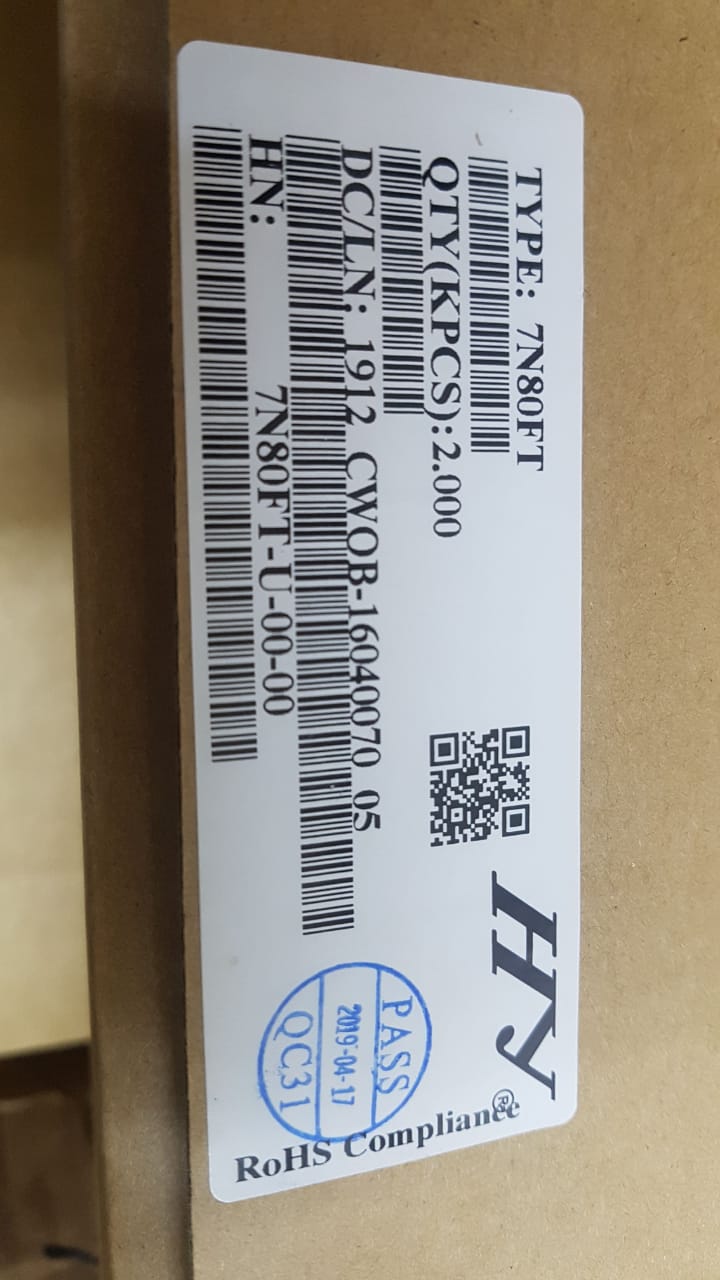 TYPE: 7N80FT
HY®
QTY(KPCS):2.000
DC/LN: 1912 CWOB-16040070 05
HN: 7N80FT-U-00-00
PASS
2019-04-17
QC31
RoHS Compliance